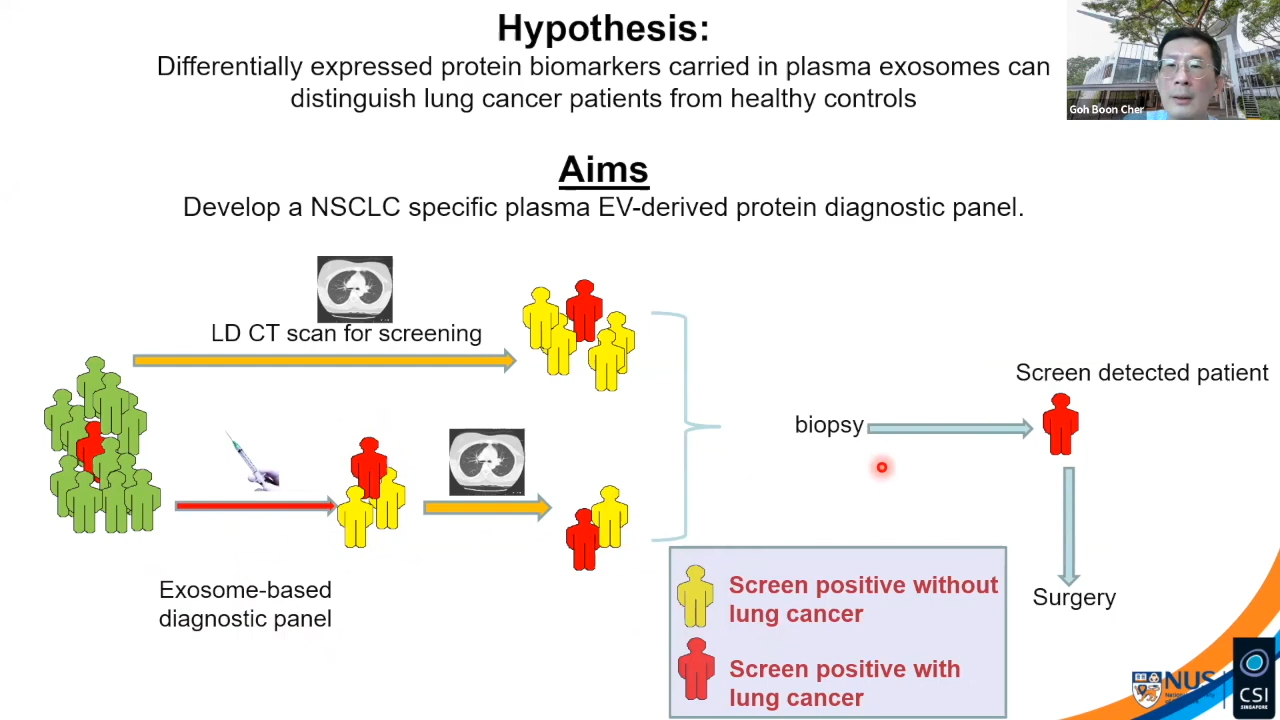 Hypothesis:
Differentially expressed protein biomarkers carried in plasma exosomes can
distinguish lung cancer patients from healthy controls
Goh Boon Cher
Aims
Develop a NSCLC specific plasma EV-derived protein diagnostic panel.
LD CT scan for screening
Screen detected patient
biopsy
Exosome-based
diagnostic panel
Screen positive without
lung cancer
Screen positive with
lung cancer
Surgery
NUS
CSI
SINGAPORE